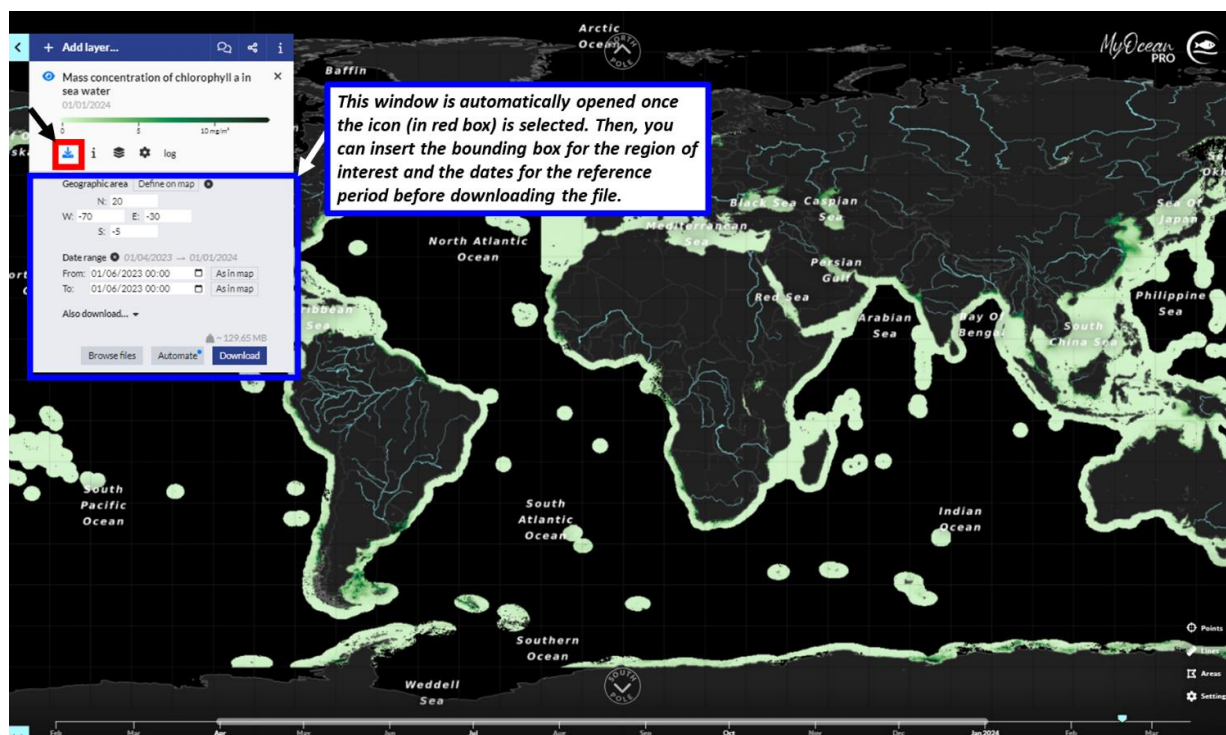 Arctic
Ocean
NORTH
POLE
MyOcean
PRO
+ Add layer...
i
Baffin
Mass concentration of chlorophyll a in
sea water
01/01/2024
0 5 10 mg/m³
i log
This window is automatically opened once
the icon (in red box) is selected. Then, you
can insert the bounding box for the region of
interest and the dates for the reference
period before downloading the file.
Geographic area Define on map
N: 20
W: -70 E: -30
S: -5
Date range 01/04/2023 → 01/01/2024
From: 01/06/2023 00:00 As in map
To: 01/06/2023 00:00 As in map
Also download...
~ 129,65 MB
Browse files Automate Download
Black Sea Caspian
Sea
Sea Of
Japan
Mediterranean
Sea
North Atlantic
Ocean
Persian
Gulf
Red Sea
Arabian
Sea
Bay Of
Bengal
Philippine
Sea
South
China Sea
Sea
South
Pacific
Ocean
South
Atlantic
Ocean
Indian
Ocean
Southern
Ocean
Weddell
Sea
SOUTH
POLE
Points
Lines
Areas
Setting
Feb Mar Apr May Jun Jul Aug Sep Oct Nov Dec Jan 2024 Feb Mar